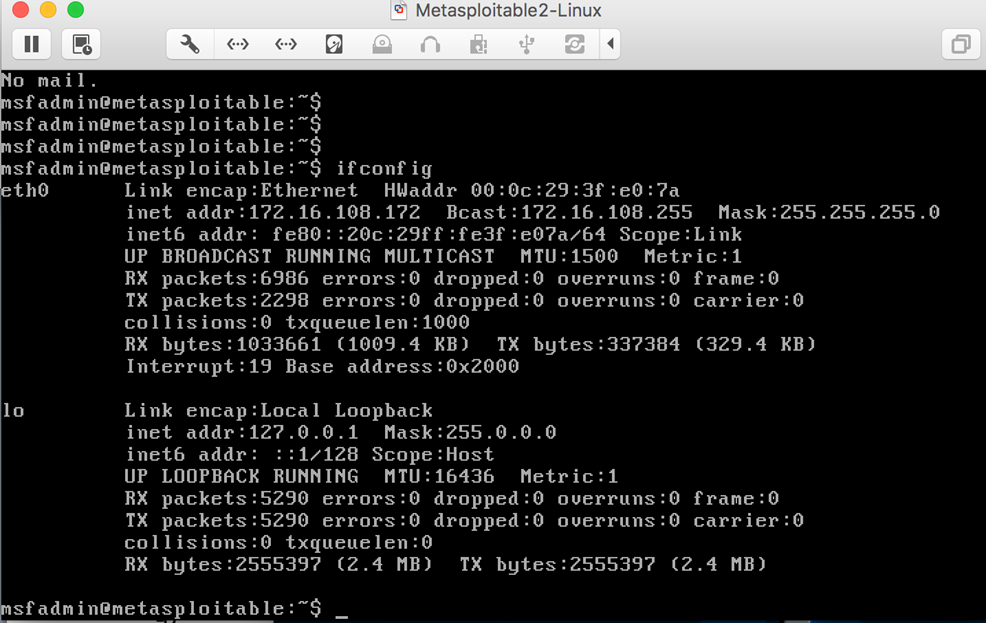 Metasploitable2-Linux
No mail.
msfadmin@metasploitable:~$
msfadmin@metasploitable:~$
msfadmin@metasploitable:~$
msfadmin@metasploitable:~$ ifconfig
eth0 Link encap:Ethernet HWaddr 00:0c:29:3f:e0:7a
inet addr:172.16.108.172 Bcast:172.16.108.255 Mask:255.255.255.0
inet6 addr: fe80::20c:29ff:fe3f:e07a/64 Scope:Link
UP BROADCAST RUNNING MULTICAST MTU:1500 Metric:1
RX packets:6986 errors:0 dropped:0 overruns:0 frame:0
TX packets:2298 errors:0 dropped:0 overruns:0 carrier:0
collisions:0 txqueuelen:1000
RX bytes:1033661 (1009.4 KB) TX bytes:337384 (329.4 KB)
Interrupt:19 Base address:0x2000
lo Link encap:Local Loopback
inet addr:127.0.0.1 Mask:255.0.0.0
inet6 addr: ::1/128 Scope:Host
UP LOOPBACK RUNNING MTU:16436 Metric:1
RX packets:5290 errors:0 dropped:0 overruns:0 frame:0
TX packets:5290 errors:0 dropped:0 overruns:0 carrier:0
collisions:0 txqueuelen:0
RX bytes:2555397 (2.4 MB) TX bytes:2555397 (2.4 MB)
msfadmin@metasploitable:~$ _